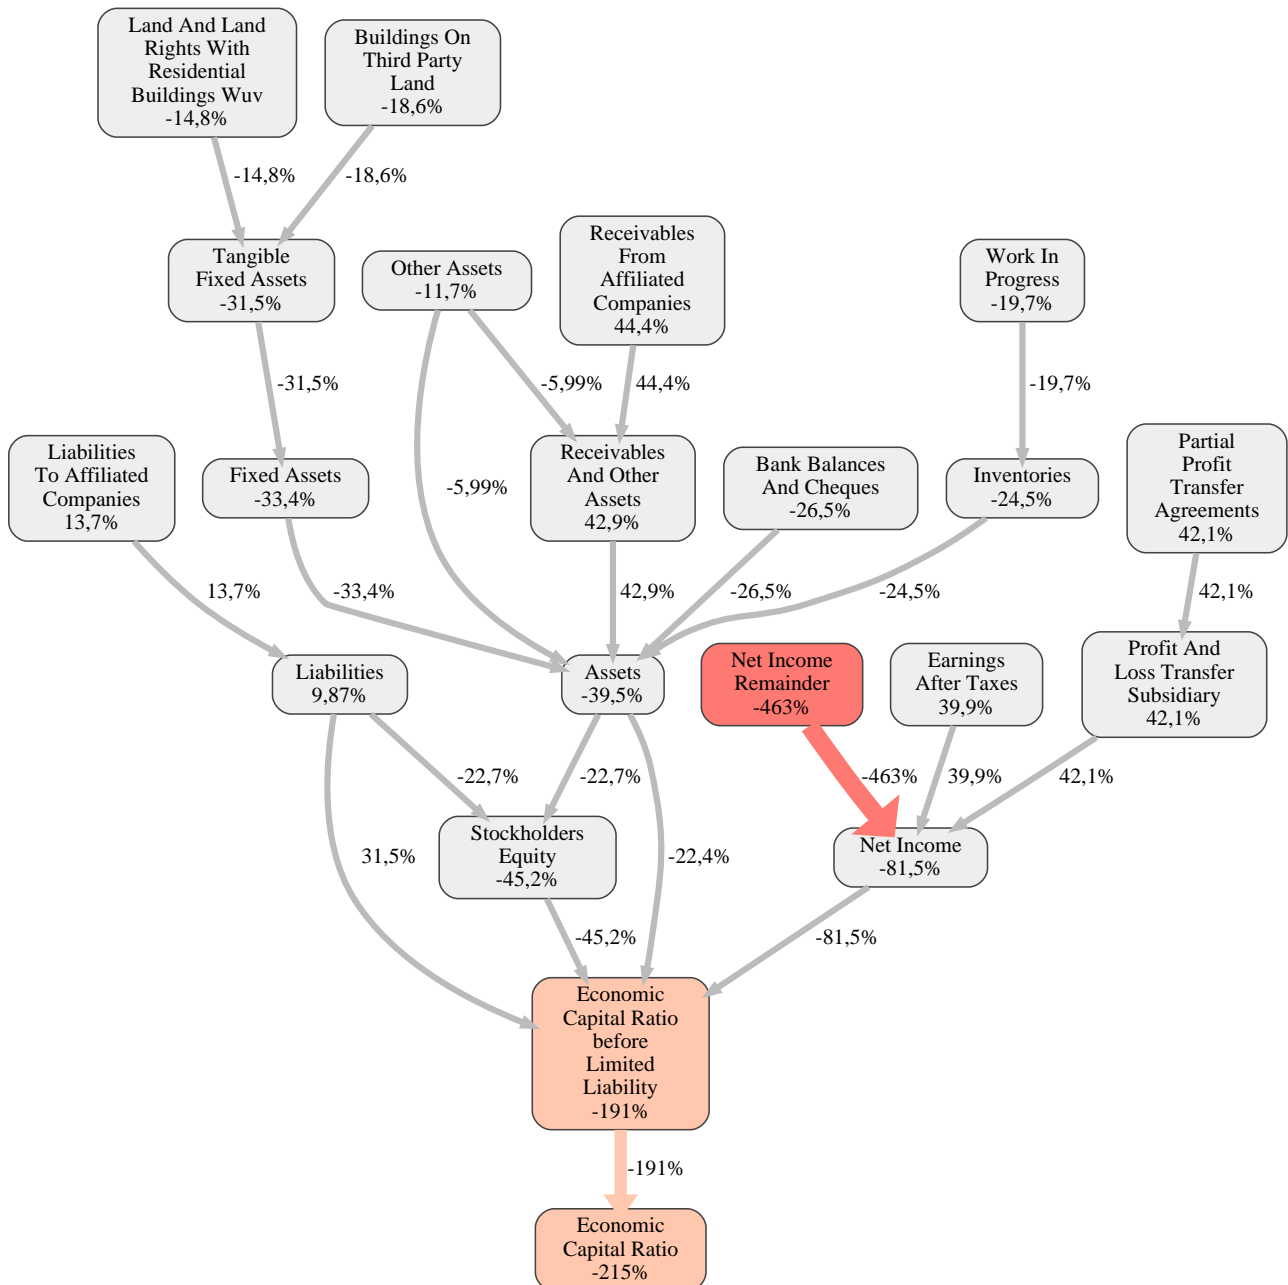 Land And Land
Rights With
Residential
Buildings Wuv
-14,8%
Buildings On
Third Party
Land
-18,6%
-14,8%
-18,6%
Tangible
Fixed Assets
-31,5%
Other Assets
-11,7%
Receivables
From
Affiliated
Companies
44,4%
Work In
Progress
-19,7%
-31,5%
-5,99%
44,4%
-19,7%
Liabilities
To Affiliated
Companies
13,7%
Fixed Assets
-33,4%
-5,99%
Receivables
And Other
Assets
42,9%
Bank Balances
And Cheques
-26,5%
Inventories
-24,5%
Partial
Profit
Transfer
Agreements
42,1%
13,7%
-33,4%
42,9%
-26,5%
-24,5%
42,1%
Liabilities
9,87%
Assets
-39,5%
Net Income
Remainder
-463%
Earnings
After Taxes
39,9%
Profit And
Loss Transfer
Subsidiary
42,1%
-22,7%
-22,7%
-463%
39,9%
42,1%
31,5%
Stockholders
Equity
-45,2%
-22,4%
Net Income
-81,5%
-45,2%
-81,5%
Economic
Capital Ratio
before
Limited
Liability
-191%
-191%
Economic
Capital Ratio
-215%